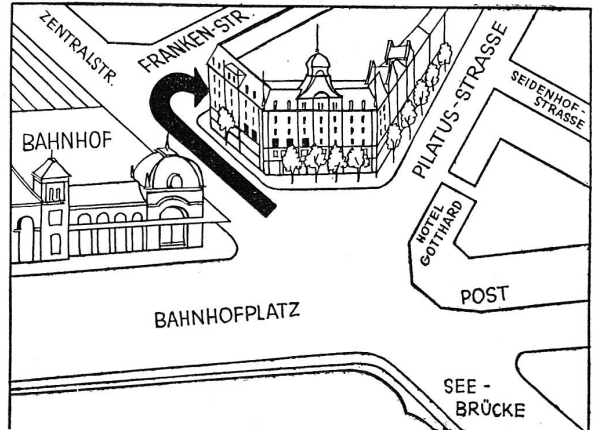 ZENTRALSTR.
FRANKEN-STR.
PILATUS-STRASSE
SEIDENHOF-
STRASSE
BAHNHOF
HOTEL
GOTTHARD
POST
BAHNHOFPLATZ
SEE-
BRÜCKE